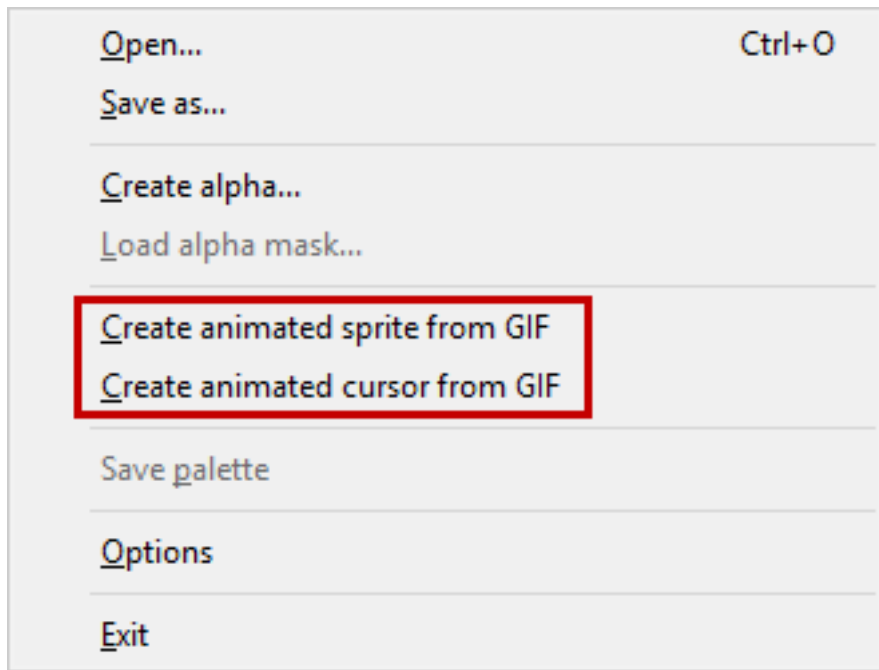 Open... Ctrl+O
Save as...
Create alpha...
Load alpha mask...
Create animated sprite from GIF
Create animated cursor from GIF
Save palette
Options
Exit